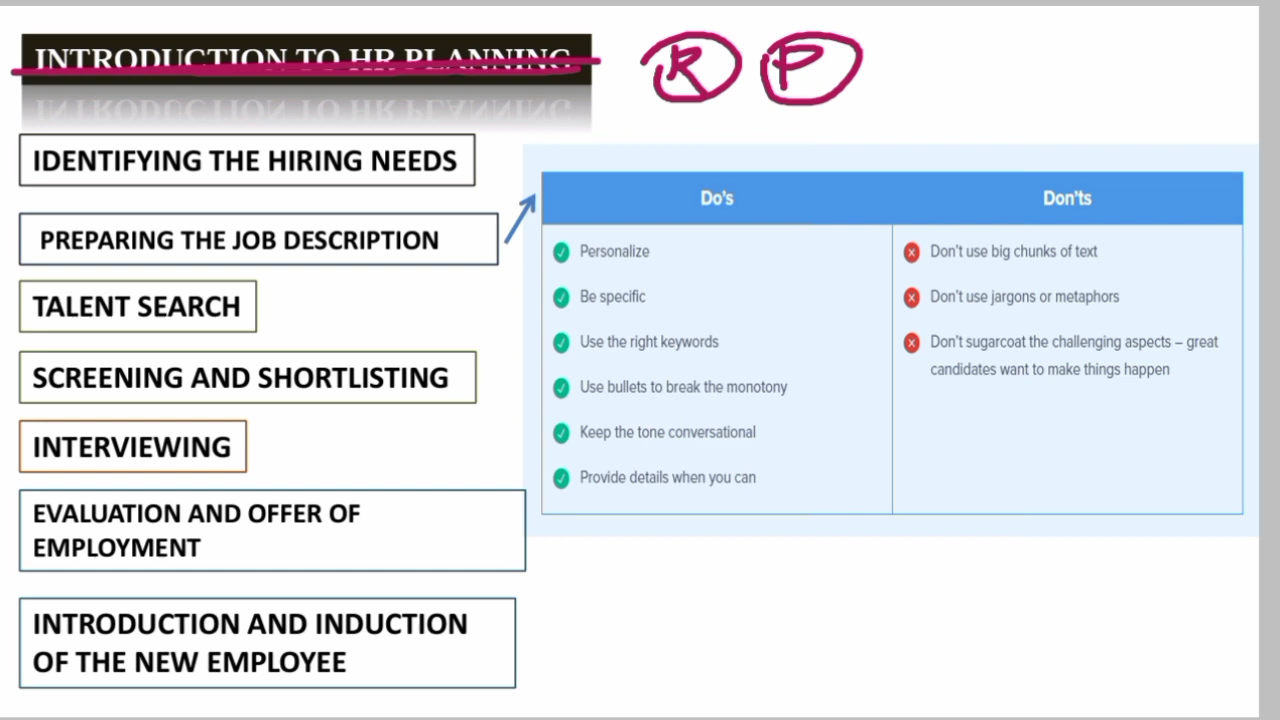 INTRODUCTION TO HR PLANNING
R P
IDENTIFYING THE HIRING NEEDS
PREPARING THE JOB DESCRIPTION
TALENT SEARCH
SCREENING AND SHORTLISTING
INTERVIEWING
EVALUATION AND OFFER OF
EMPLOYMENT
INTRODUCTION AND INDUCTION
OF THE NEW EMPLOYEE
Do's
Personalize
Be specific
Use the right keywords
Use bullets to break the monotony
Keep the tone conversational
Provide details when you can
Don'ts
Don't use big chunks of text
Don't use jargons or metaphors
Don't sugarcoat the challenging aspects – great
candidates want to make things happen